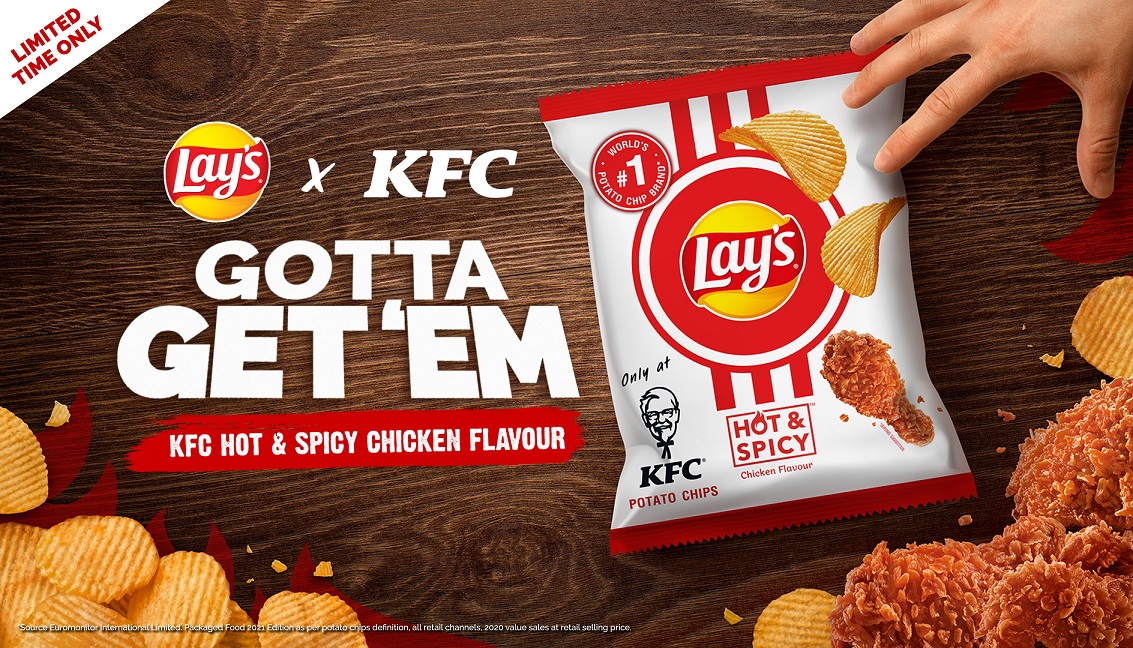 LIMITED
TIME ONLY
Lay's x KFC
GOTTA
GET 'EM
KFC HOT & SPICY CHICKEN FLAVOUR
WORLD'S
#1
POTATO CHIP BRAND*
Lay's
Only at
KFC
POTATO CHIPS
HOT &
SPICY
Chicken Flavour
*Source Euromonitor International Limited. Packaged Food 2021 Edition as per potato chips definition, all retail channels, 2020 value sales at retail selling price.